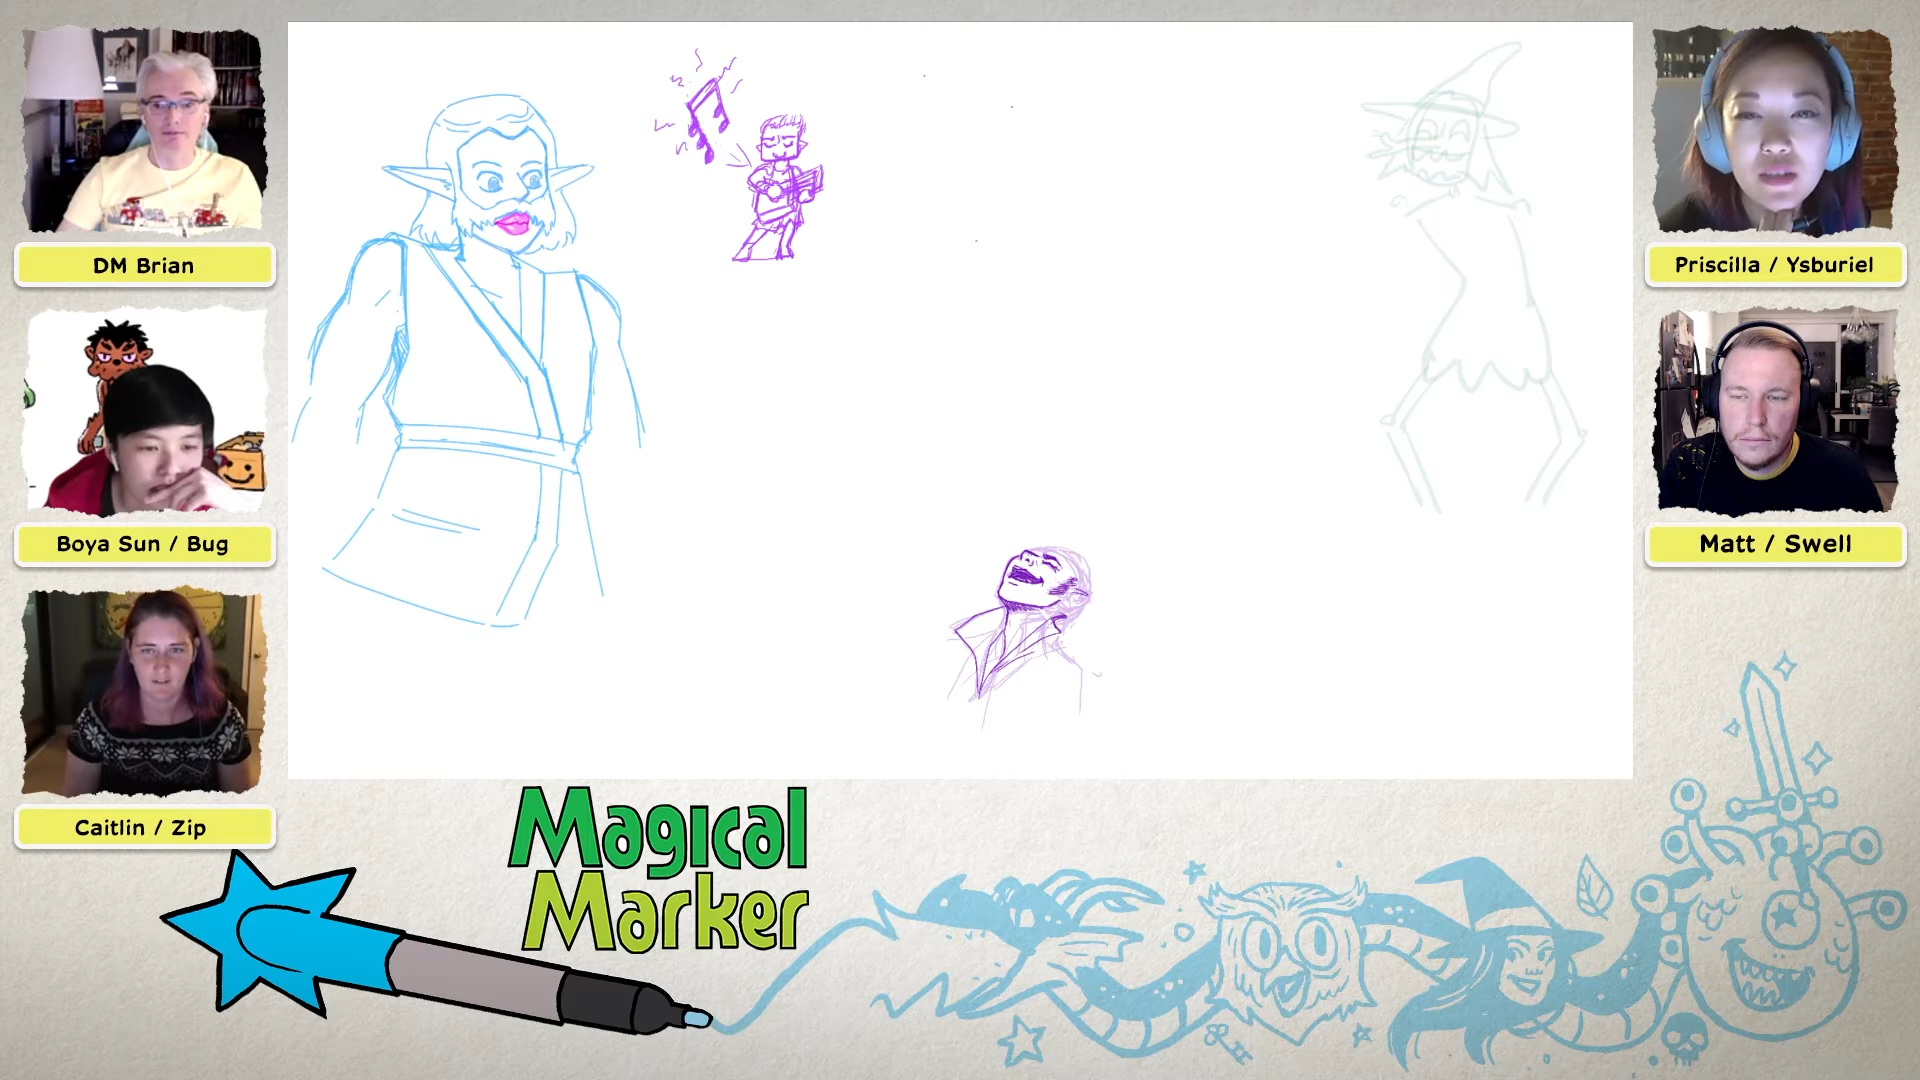 DM Brian
Boya Sun / Bug
Caitlin / Zip
Priscilla / Ysburiel
Matt / Swell
Magical
Marker